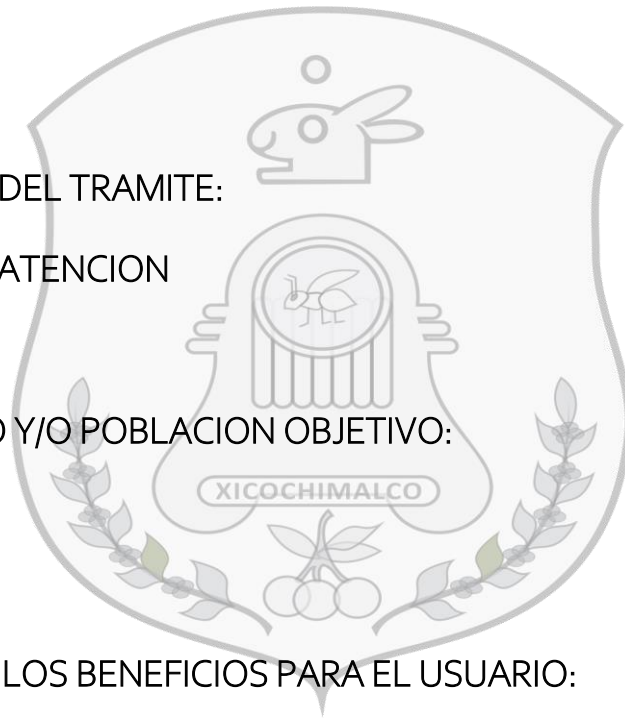 DEL TRAMITE:
ATENCION
Y/O POBLACION OBJETIVO:
XICOCHIMALCO
LOS BENEFICIOS PARA EL USUARIO: